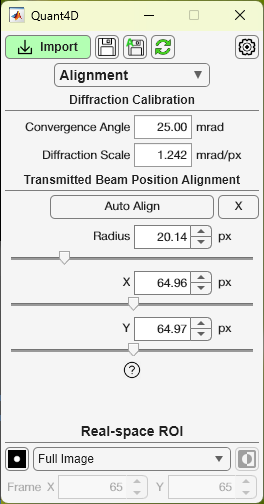 Quant4D
Import
Alignment
Diffraction Calibration
Convergence Angle 25.00 mrad
Diffraction Scale 1.242 mrad/px
Transmitted Beam Position Alignment
Auto Align X
Radius 20.14 px
X 64.96 px
Y 64.97 px
?
Real-space ROI
Full Image
Frame X 65 Y 65